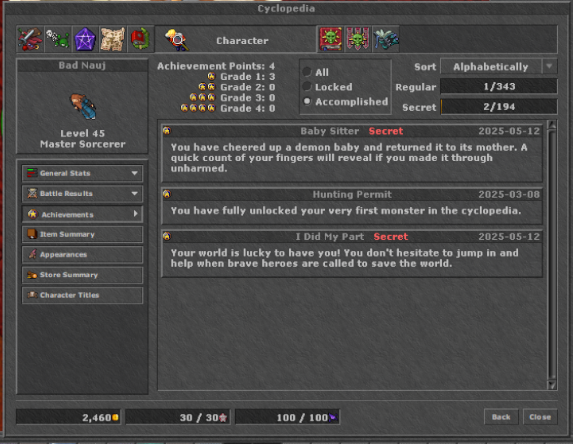 Cyclopedia
Character
Bad Nauj
Level 45
Master Sorcerer
General Stats
Battle Results
Achievements
Item Summary
Appearances
Store Summary
Character Titles
Achievement Points: 4
Grade 1: 3
Grade 2: 0
Grade 3: 0
Grade 4: 0
All
Locked
Accomplished
Sort Alphabetically
Regular 1/343
Secret 2/194
Baby Sitter Secret 2025-05-12
You have cheered up a demon baby and returned it to its mother. A
quick count of your fingers will reveal if you made it through
unharmed.
Hunting Permit 2025-03-08
You have fully unlocked your very first monster in the cyclopedia.
I Did My Part Secret 2025-05-12
Your world is lucky to have you! You don't hesitate to jump in and
help when brave heroes are called to save the world.
2,460 30 / 30 100 / 100 Back Close